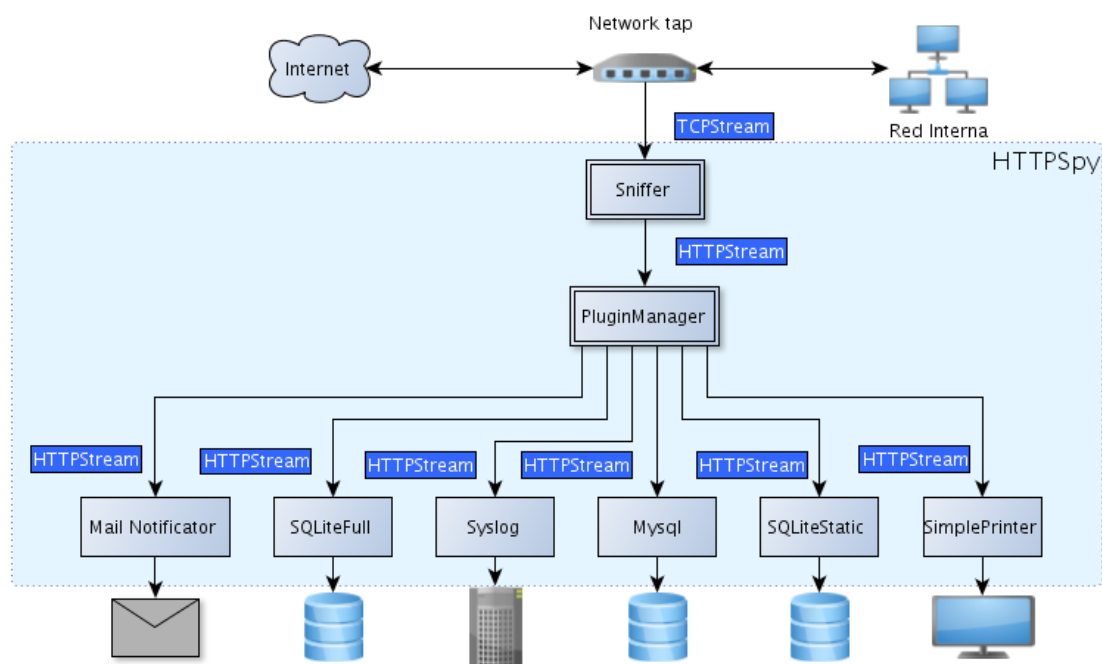 Network tap
Internet
Red Interna
TCPStream
HTTPSpy
Sniffer
HTTPStream
PluginManager
HTTPStream
HTTPStream
HTTPStream
HTTPStream
HTTPStream
HTTPStream
Mail Notificator
SQLiteFull
Syslog
Mysql
SQLiteStatic
SimplePrinter